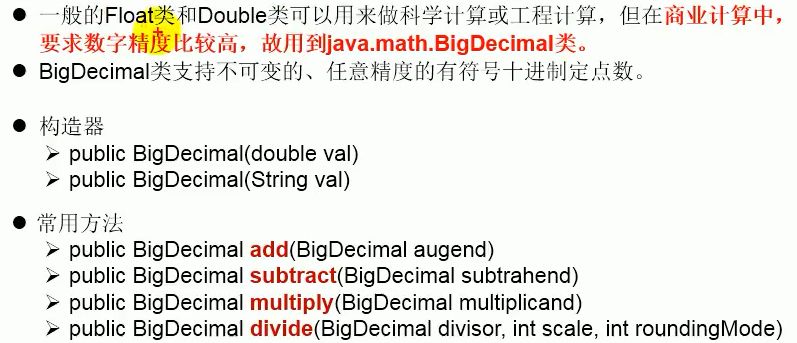 ● 一般的Float类和Double类可以用来做科学计算或工程计算，但在商业计算中，
要求数字精度比较高，故用到java.math.BigDecimal类。
● BigDecimal类支持不可变的、任意精度的有符号十进制定点数。
● 构造器
➢ public BigDecimal(double val)
➢ public BigDecimal(String val)
● 常用方法
➢ public BigDecimal add(BigDecimal augend)
➢ public BigDecimal subtract(BigDecimal subtrahend)
➢ public BigDecimal multiply(BigDecimal multiplicand)
➢ public BigDecimal divide(BigDecimal divisor, int scale, int roundingMode)